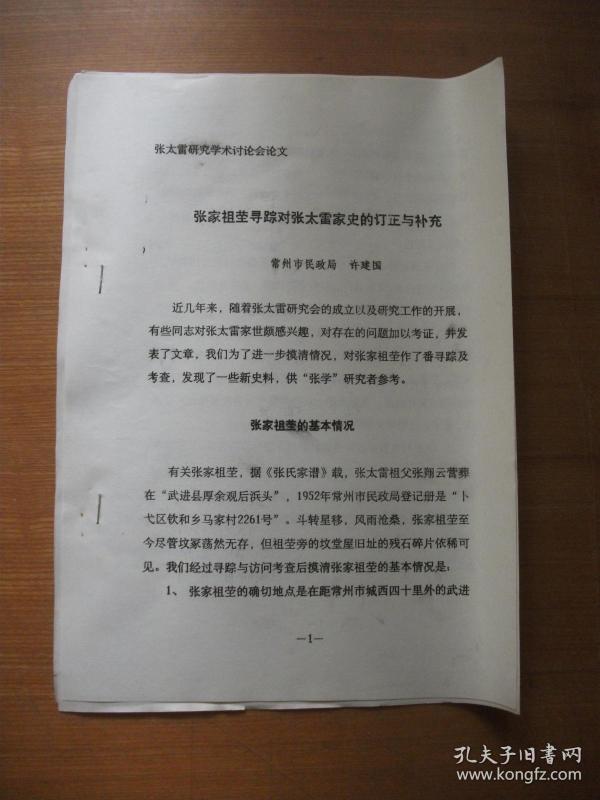 张太雷研究学术讨论会论文
张家祖茔寻踪对张太雷家史的订正与补充
常州市民政局 许建国
近几年来，随着张太雷研究会的成立以及研究工作的开展，
有些同志对张太雷家世颇感兴趣，对存在的问题加以考证，并发
表了文章，我们为了进一步摸清情况，对张家祖茔作了番寻踪及
考查，发现了一些新史料，供“张学”研究者参考。
张家祖茔的基本情况
有关张家祖茔，据《张氏家谱》载，张太雷祖父张翔云营葬
在“武进县厚余观后浜头”，1952年常州市民政局登记册是“卜
弋区钦和乡马家村2261号”。斗转星移，风雨沧桑，张家祖茔至
今尽管坟冢荡然无存，但祖茔旁的坟堂屋旧址的残石碎片依稀可
见。我们经过寻踪与访问考查后摸清张家祖茔的基本情况是：
1、 张家祖茔的确切地点是在距常州市城西四十里外的武进
—1—
孔夫子旧书网
www.kongfz.com